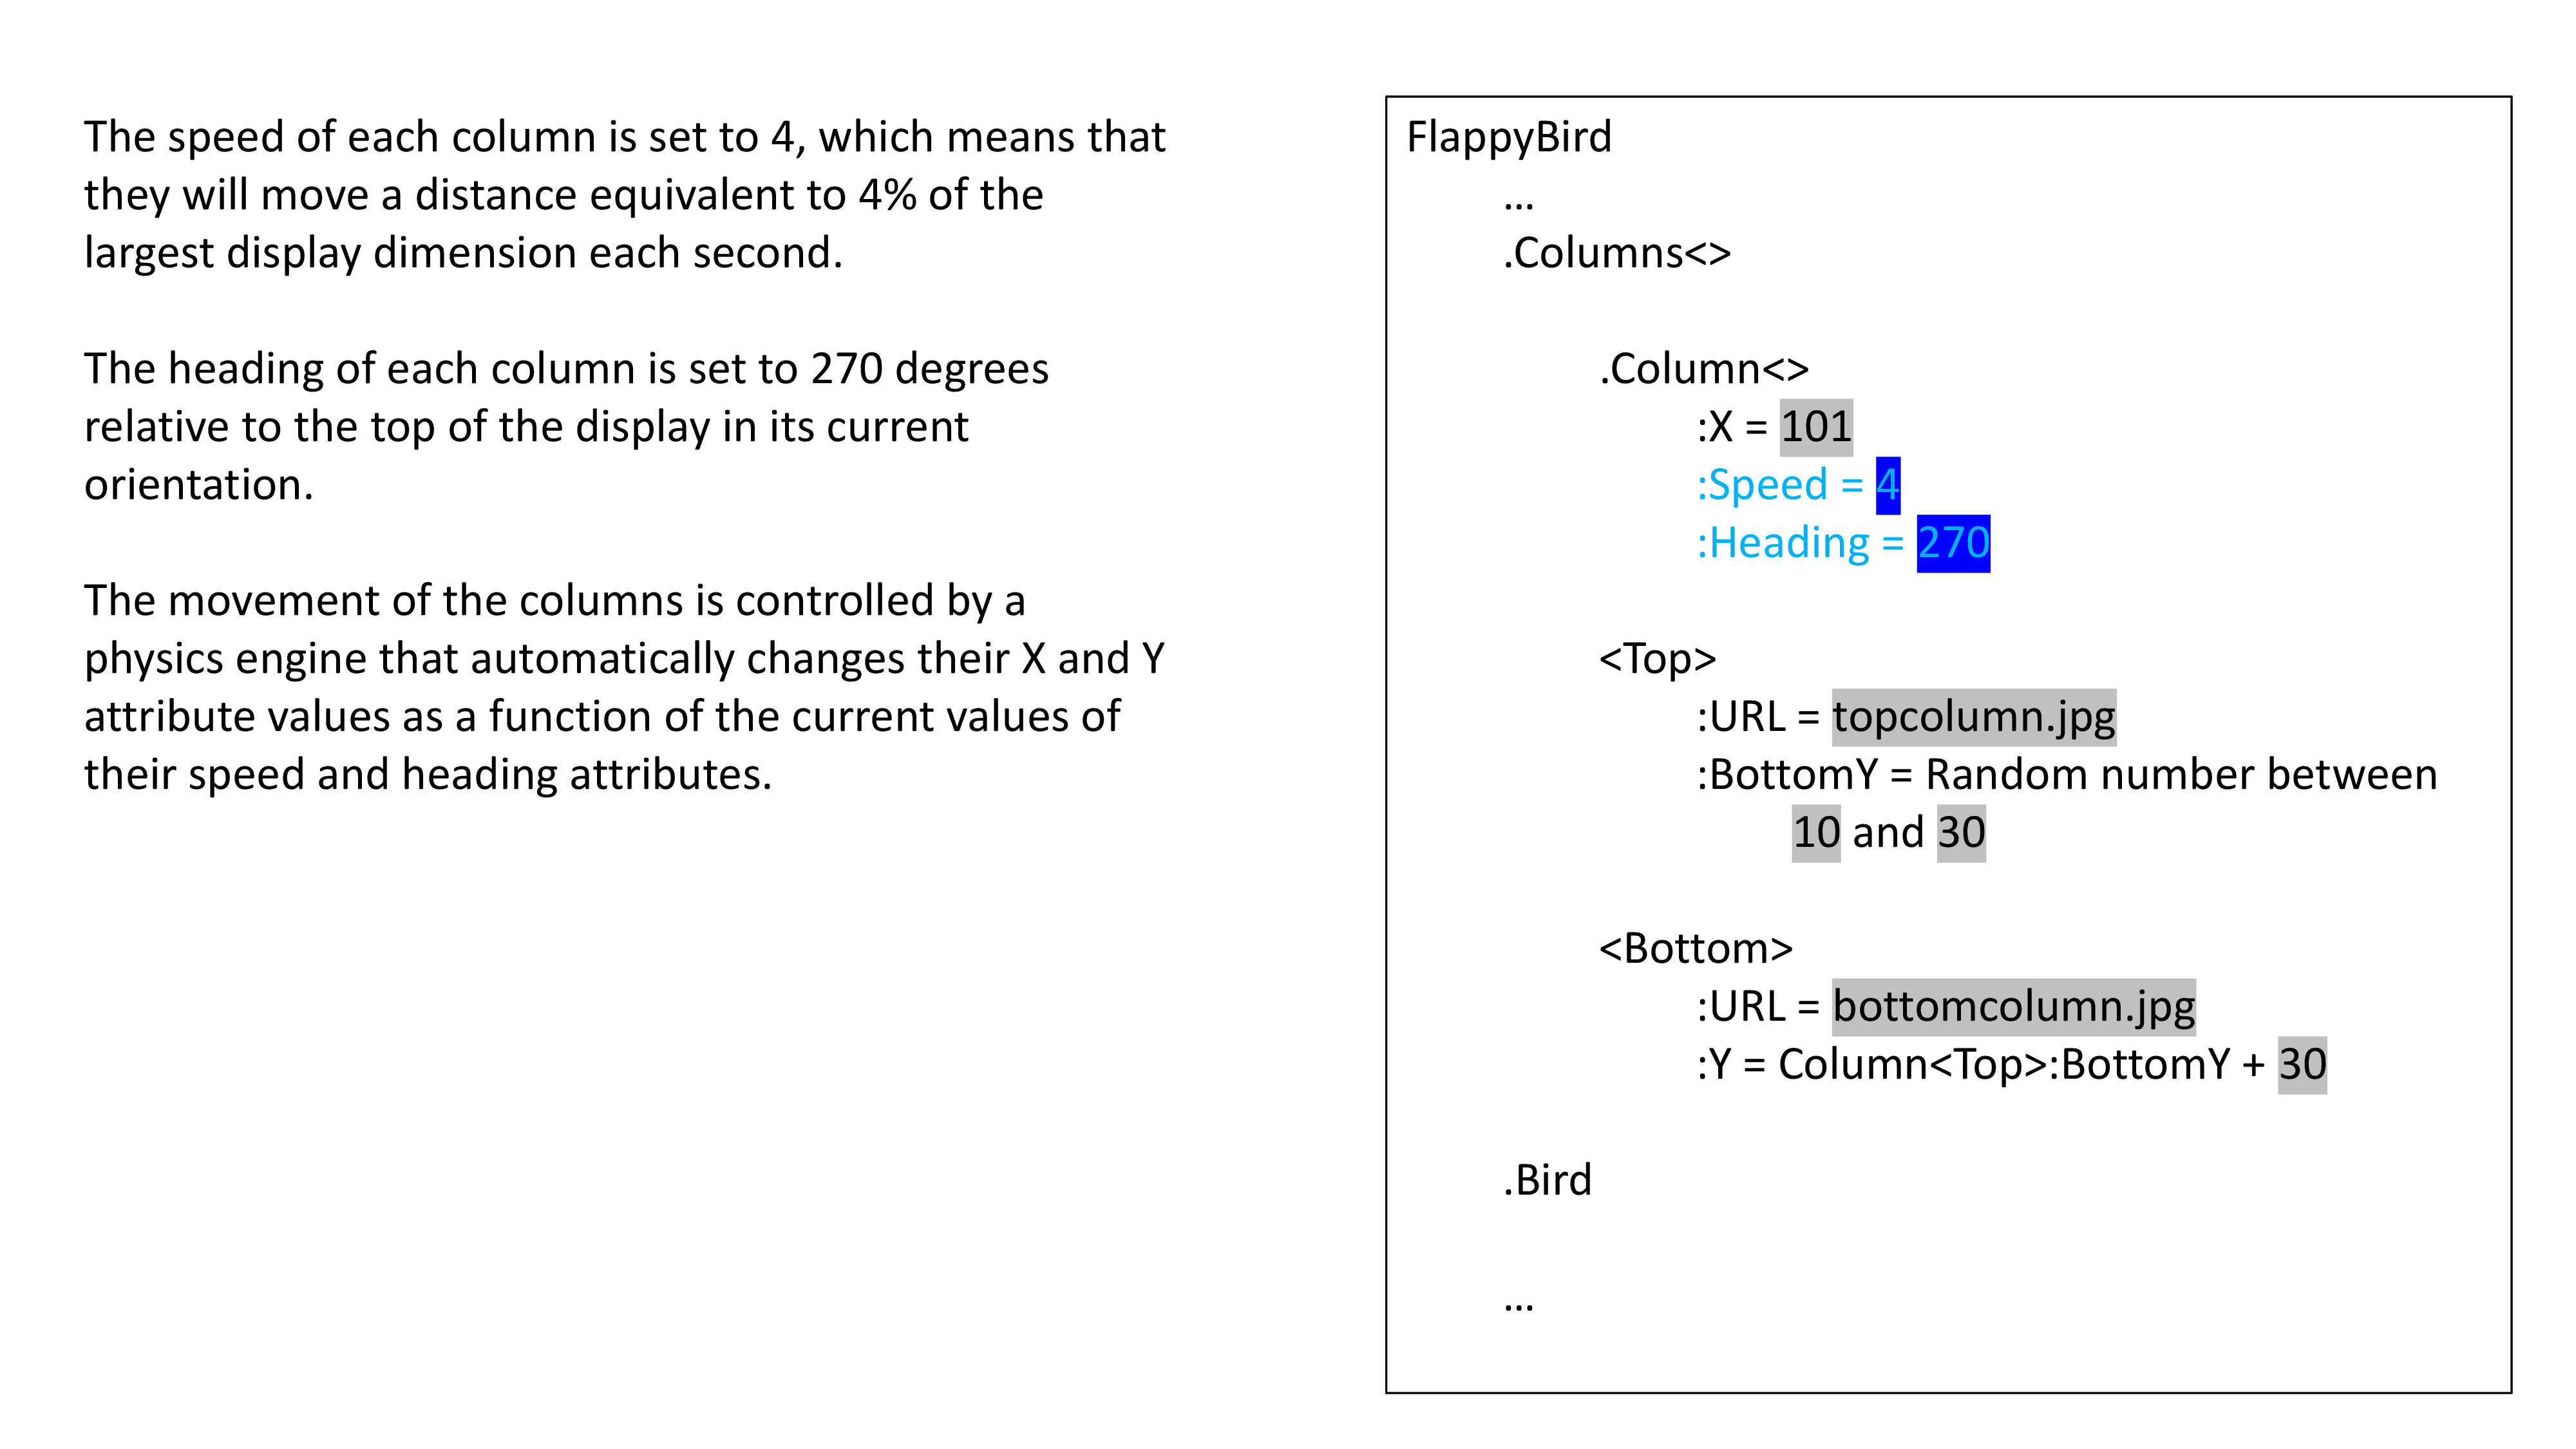 The speed of each column is set to 4, which means that
they will move a distance equivalent to 4% of the
largest display dimension each second.
The heading of each column is set to 270 degrees
relative to the top of the display in its current
orientation.
The movement of the columns is controlled by a
physics engine that automatically changes their X and Y
attribute values as a function of the current values of
their speed and heading attributes.
FlappyBird
...
.Columns<>
.Column<>
:X = 101
:Speed = 4
:Heading = 270
<Top>
:URL = topcolumn.jpg
:BottomY = Random number between
10 and 30
<Bottom>
:URL = bottomcolumn.jpg
:Y = Column<Top>:BottomY + 30
.Bird
...